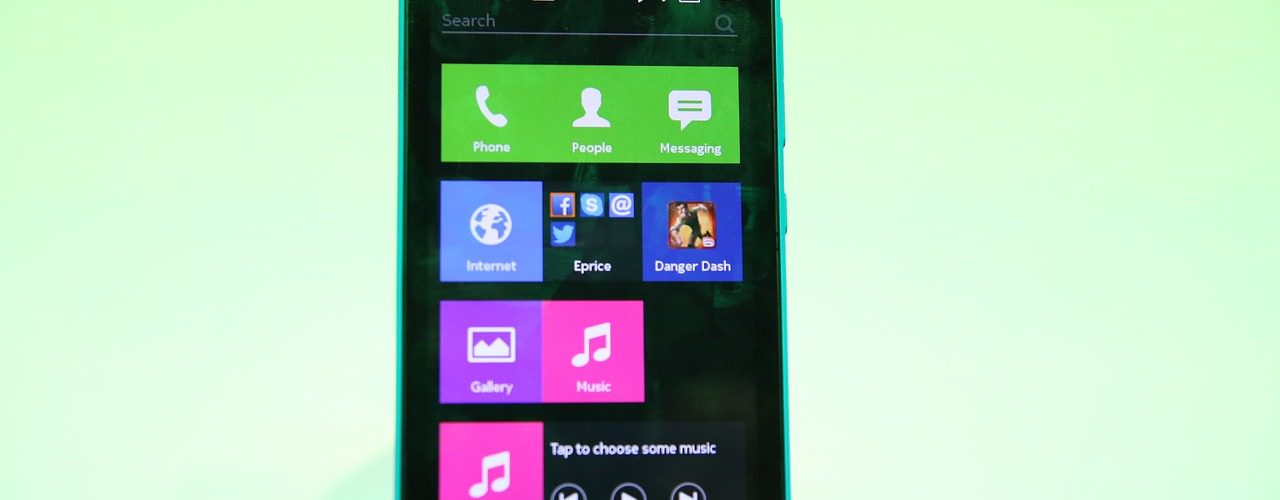 Search
Phone
People
Messaging
Internet
Eprice
Danger Dash
Gallery
Music
Tap to choose some music